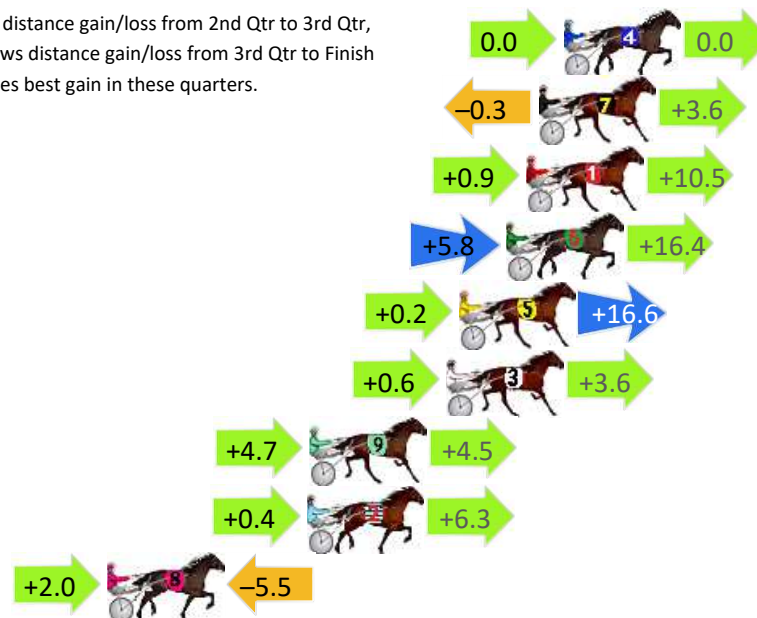 distance gain/loss from 2nd Qtr to 3rd Qtr,
ws distance gain/loss from 3rd Qtr to Finish
es best gain in these quarters.
0.0 4 0.0
–0.3 7 +3.6
+0.9 1 +10.5
+5.8 6 +16.4
+0.2 5 +16.6
+0.6 3 +3.6
+4.7 9 +4.5
+0.4 2 +6.3
+2.0 8 –5.5